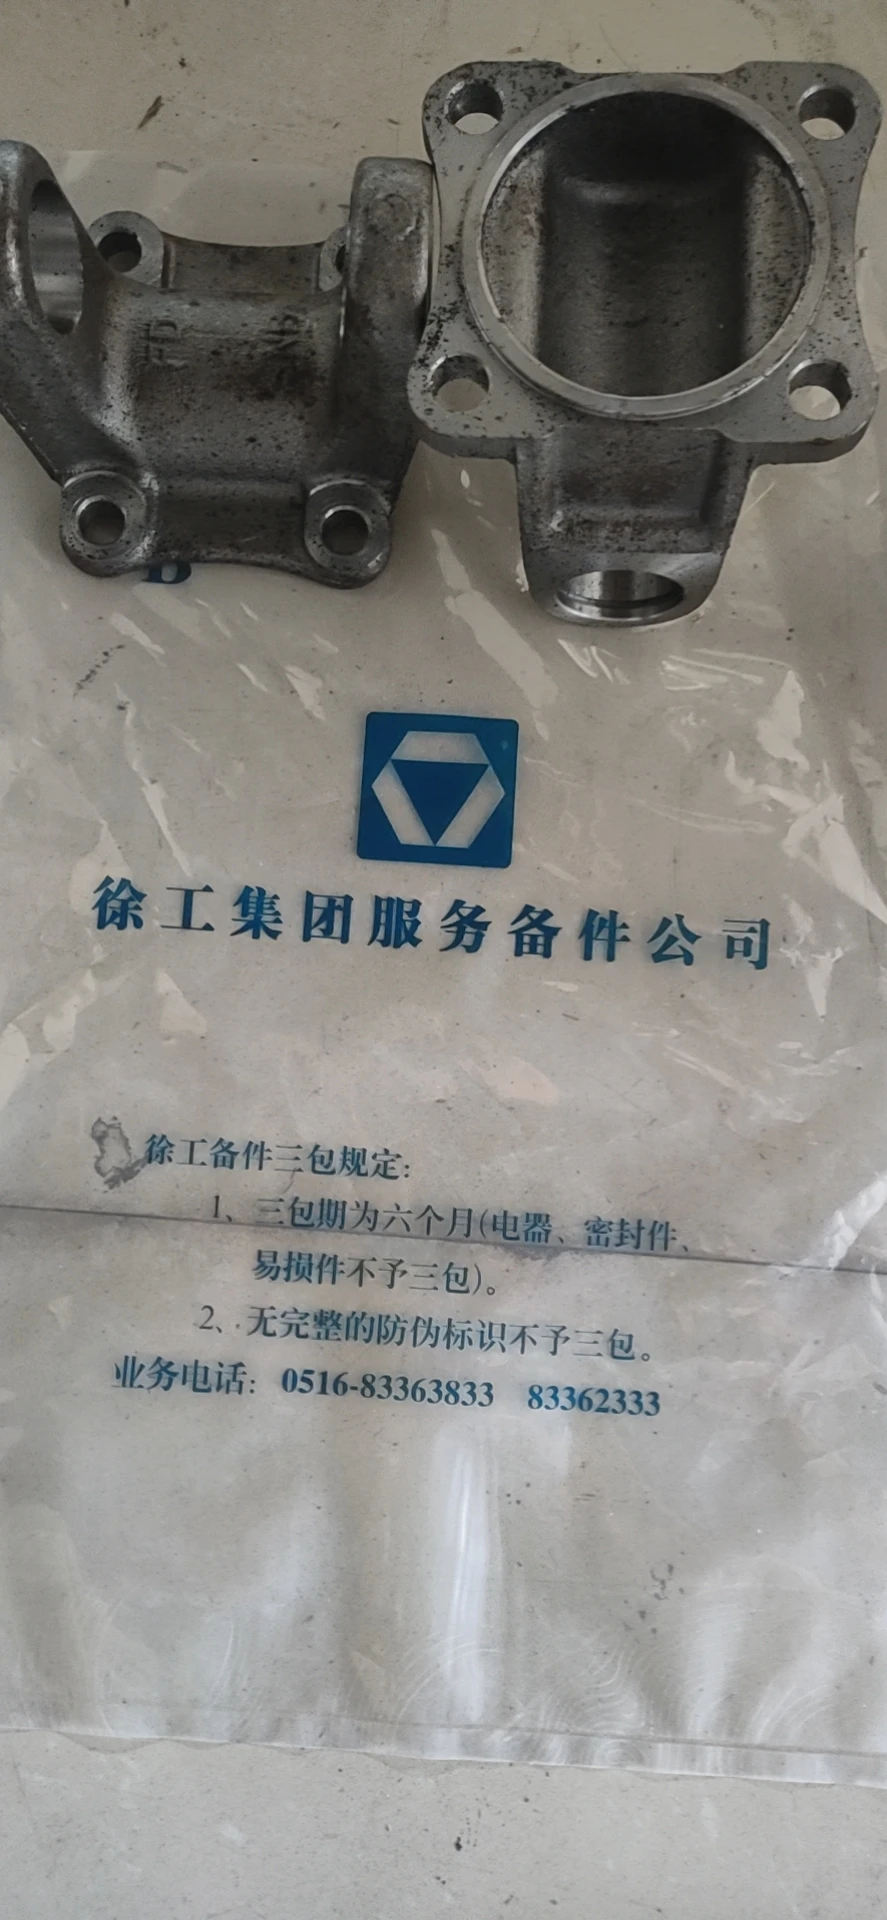 B
徐工集团服务备件公司
徐工备件三包规定:
1、三包期为六个月(电器、密封件、
易损件不予三包)。
2、无完整的防伪标识不予三包。
业务电话: 0516-83363833 83362333